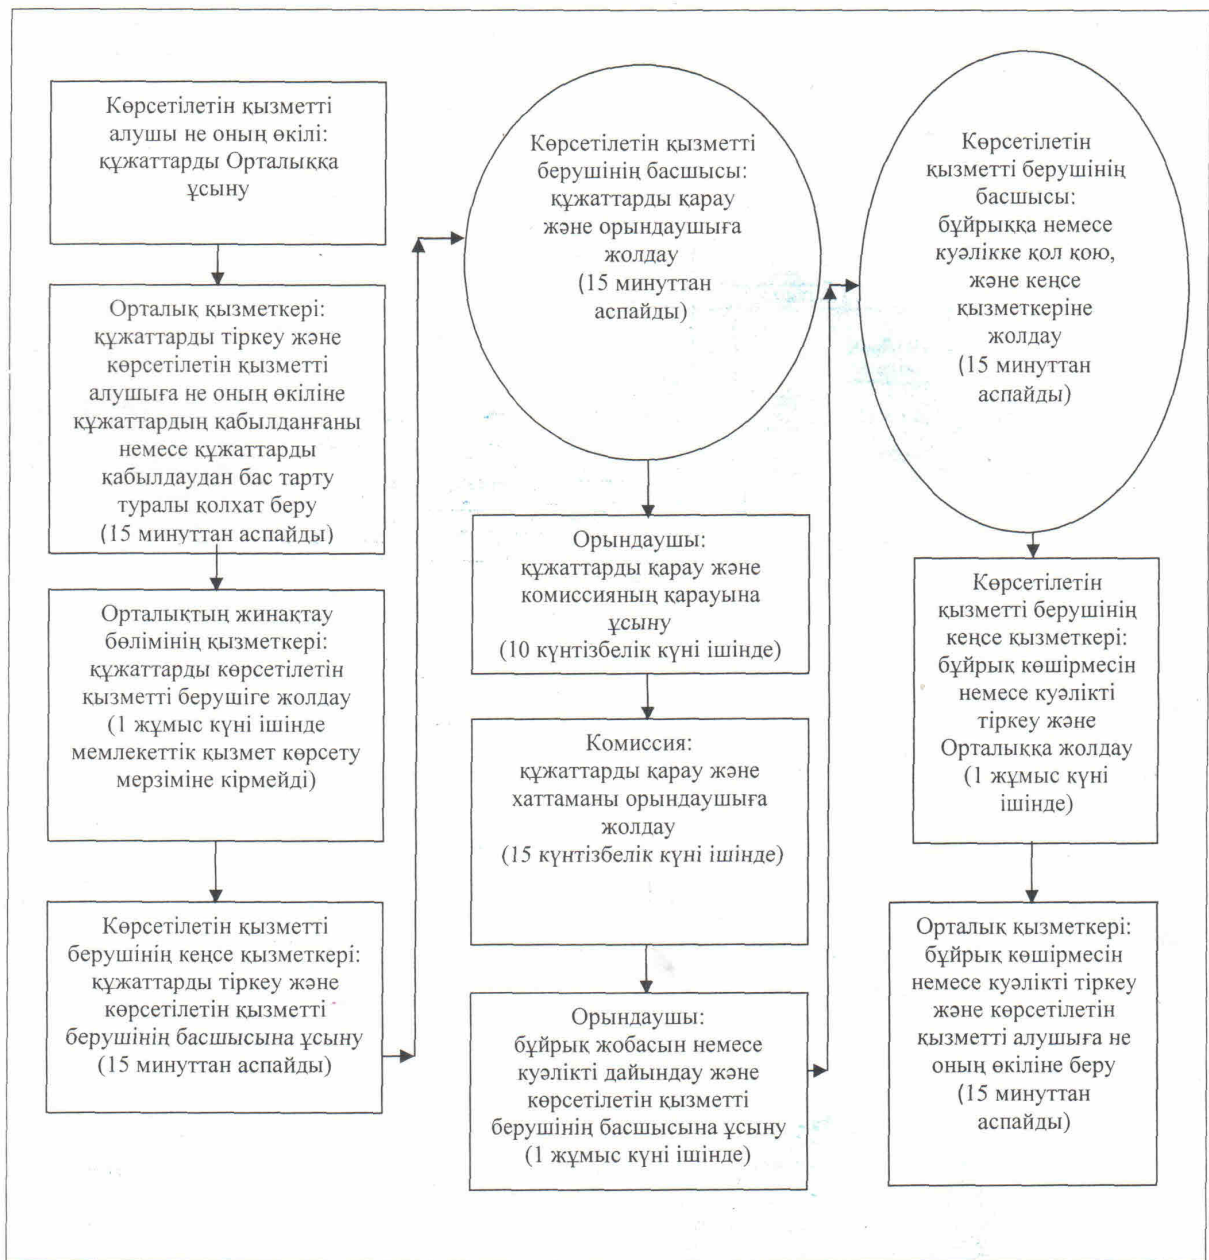 Көрсетілетін қызметті
алушы не оның өкілі:
құжаттарды Орталыққа
ұсыну
Орталық қызметкері:
құжаттарды тіркеу және
көрсетілетін қызметті
алушыға не оның өкіліне
құжаттардың қабылданғаны
немесе құжаттарды
қабылдаудан бас тарту
туралы қолхат беру
(15 минуттан аспайды)
Орталықтың жинақтау
бөлімінің қызметкері:
құжаттарды көрсетілетін
қызметті берушіге жолдау
(1 жұмыс күні ішінде
мемлекеттік қызмет көрсету
мерзіміне кірмейді)
Көрсетілетін қызметті
берушінің кеңсе қызметкері:
құжаттарды тіркеу және
көрсетілетін қызметті
берушінің басшысына ұсыну
(15 минуттан аспайды)
Көрсетілетін қызметті
берушінің басшысы:
құжаттарды қарау
және орындаушыға
жолдау
(15 минуттан
аспайды)
Орындаушы:
құжаттарды қарау және
комиссияның қарауына
ұсыну
(10 күнтізбелік күні ішінде)
Комиссия:
құжаттарды қарау және
хаттаманы орындаушыға
жолдау
(15 күнтізбелік күні ішінде)
Орындаушы:
бұйрық жобасын немесе
куәлікті дайындау және
көрсетілетін қызметті
берушінің басшысына ұсыну
(1 жұмыс күні ішінде)
Көрсетілетін
қызметті берушінің
басшысы:
бұйрыққа немесе
куәлікке қол қою,
және кеңсе
қызметкеріне
жолдау
(15 минуттан
аспайды)
Көрсетілетін
қызметті берушінің
кеңсе қызметкері:
бұйрық көшірмесін
немесе куәлікті
тіркеу және
Орталыққа жолдау
(1 жұмыс күні
ішінде)
Орталық қызметкері:
бұйрық көшірмесін
немесе куәлікті тіркеу
және көрсетілетін
қызметті алушыға не
оның өкіліне беру
(15 минуттан
аспайды)